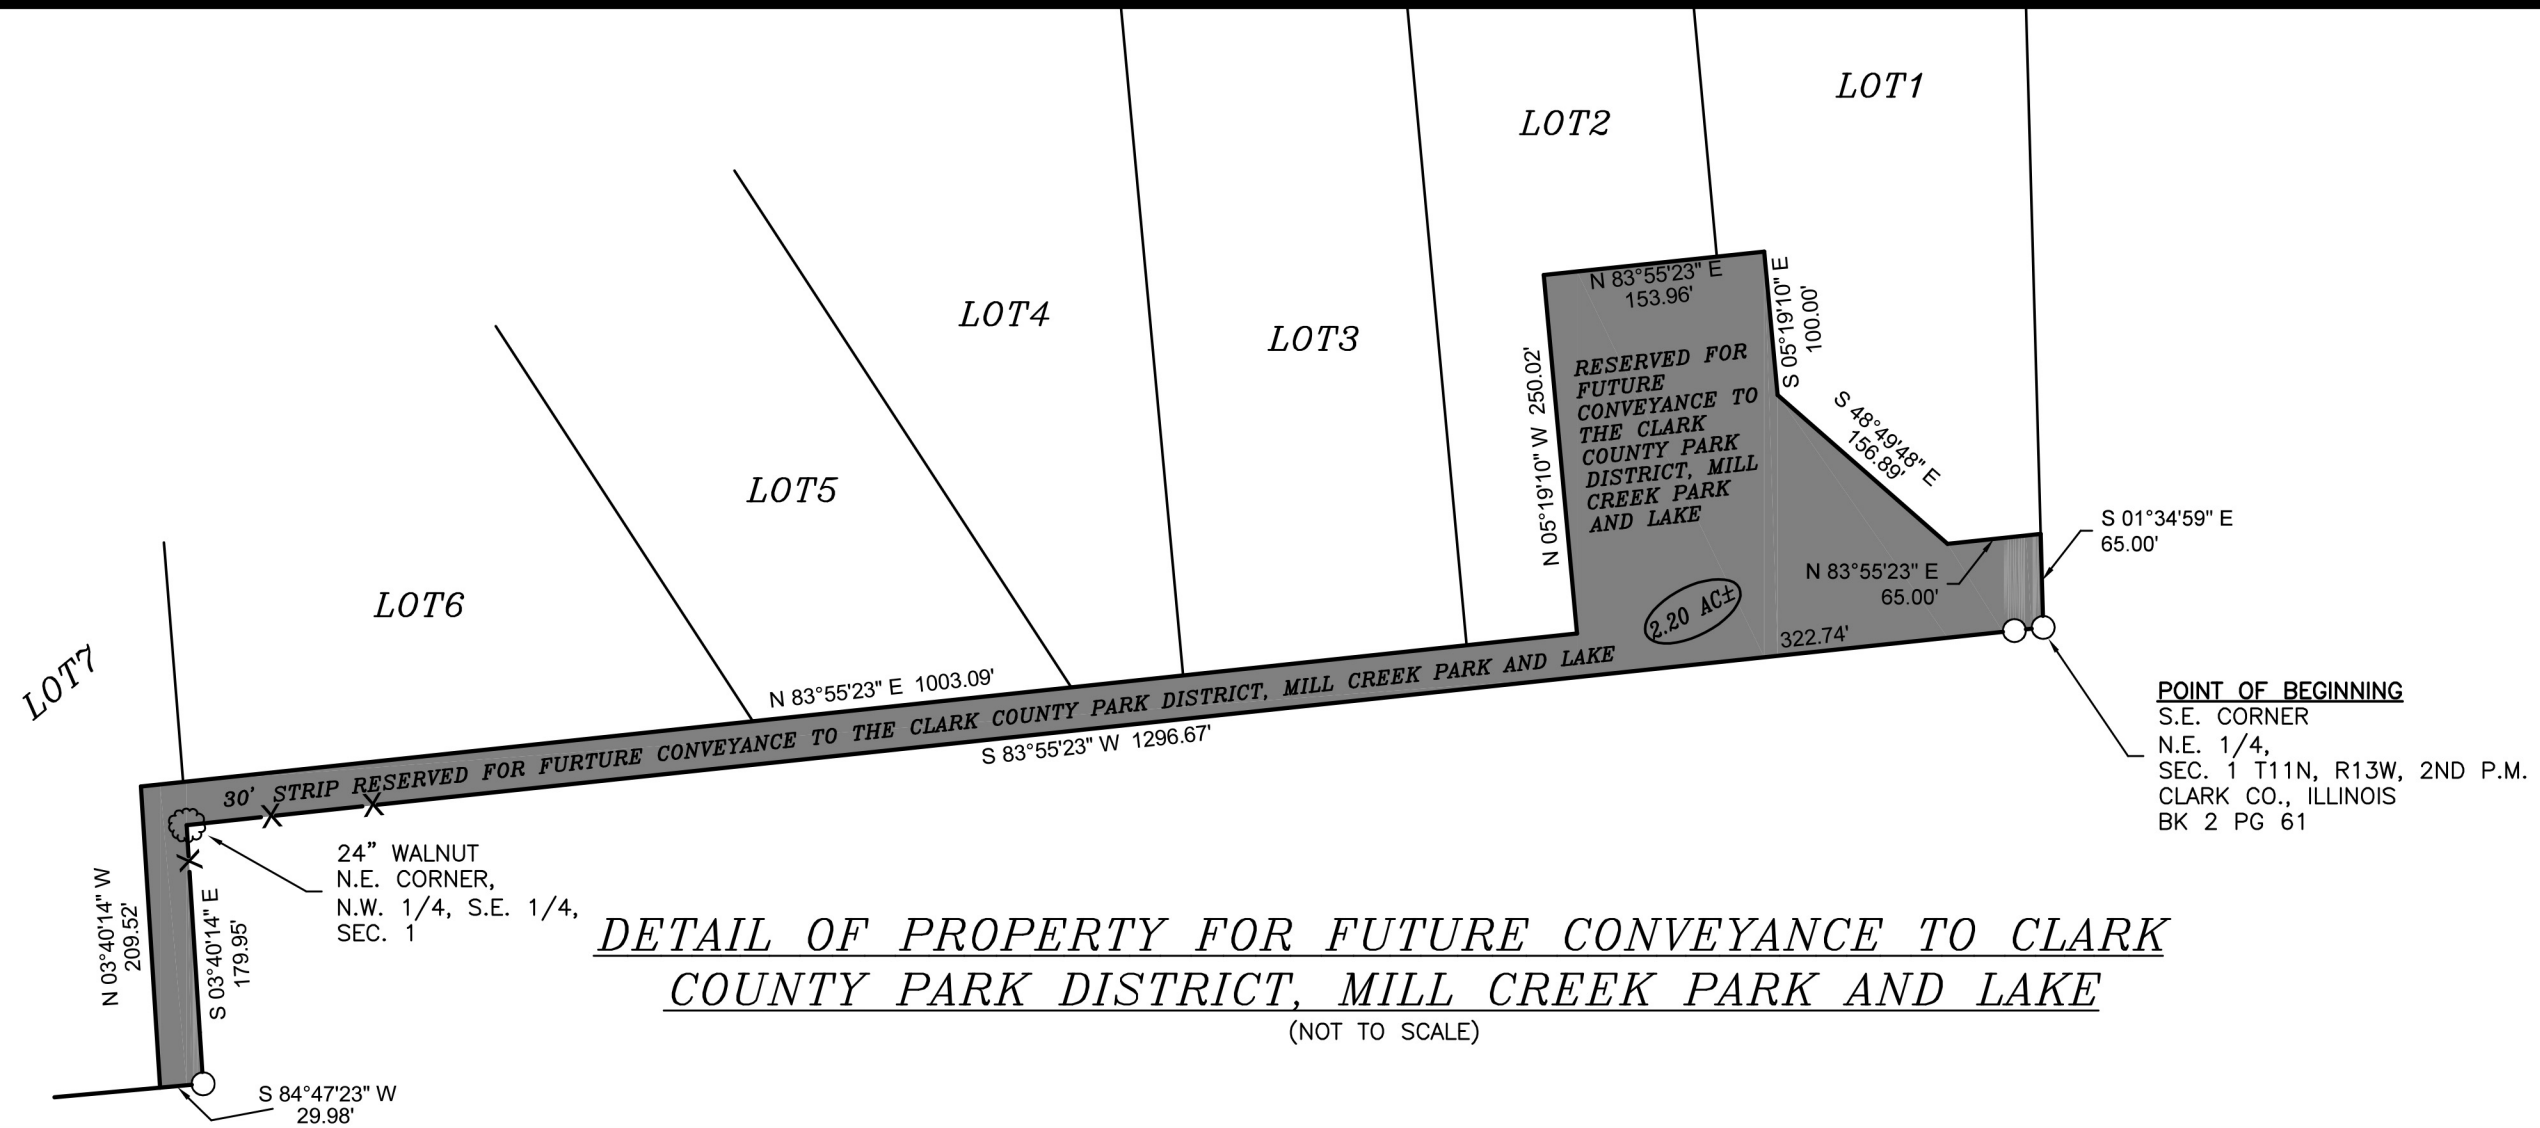 LOT1
LOT2
LOT3
LOT4
LOT5
LOT6
LOT7
N 83°55'23" E
153.96'
S 05°19'10" E
100.00'
N 05°19'10" W 250.02'
RESERVED FOR
FUTURE
CONVEYANCE TO
THE CLARK
COUNTY PARK
DISTRICT, MILL
CREEK PARK
AND LAKE
S 48°49'48" E
156.89'
S 01°34'59" E
65.00'
N 83°55'23" E
65.00'
2.20 AC±
322.74'
N 83°55'23" E 1003.09'
30' STRIP RESERVED FOR FURTURE CONVEYANCE TO THE CLARK COUNTY PARK DISTRICT, MILL CREEK PARK AND LAKE
S 83°55'23" W 1296.67'
X
X
X
POINT OF BEGINNING
S.E. CORNER
N.E. 1/4,
SEC. 1 T11N, R13W, 2ND P.M.
CLARK CO., ILLINOIS
BK 2 PG 61
24" WALNUT
N.E. CORNER,
N.W. 1/4, S.E. 1/4,
SEC. 1
N 03°40'14" W
209.52'
S 03°40'14" E
179.95'
S 84°47'23" W
29.98'
DETAIL OF PROPERTY FOR FUTURE CONVEYANCE TO CLARK
COUNTY PARK DISTRICT, MILL CREEK PARK AND LAKE
(NOT TO SCALE)